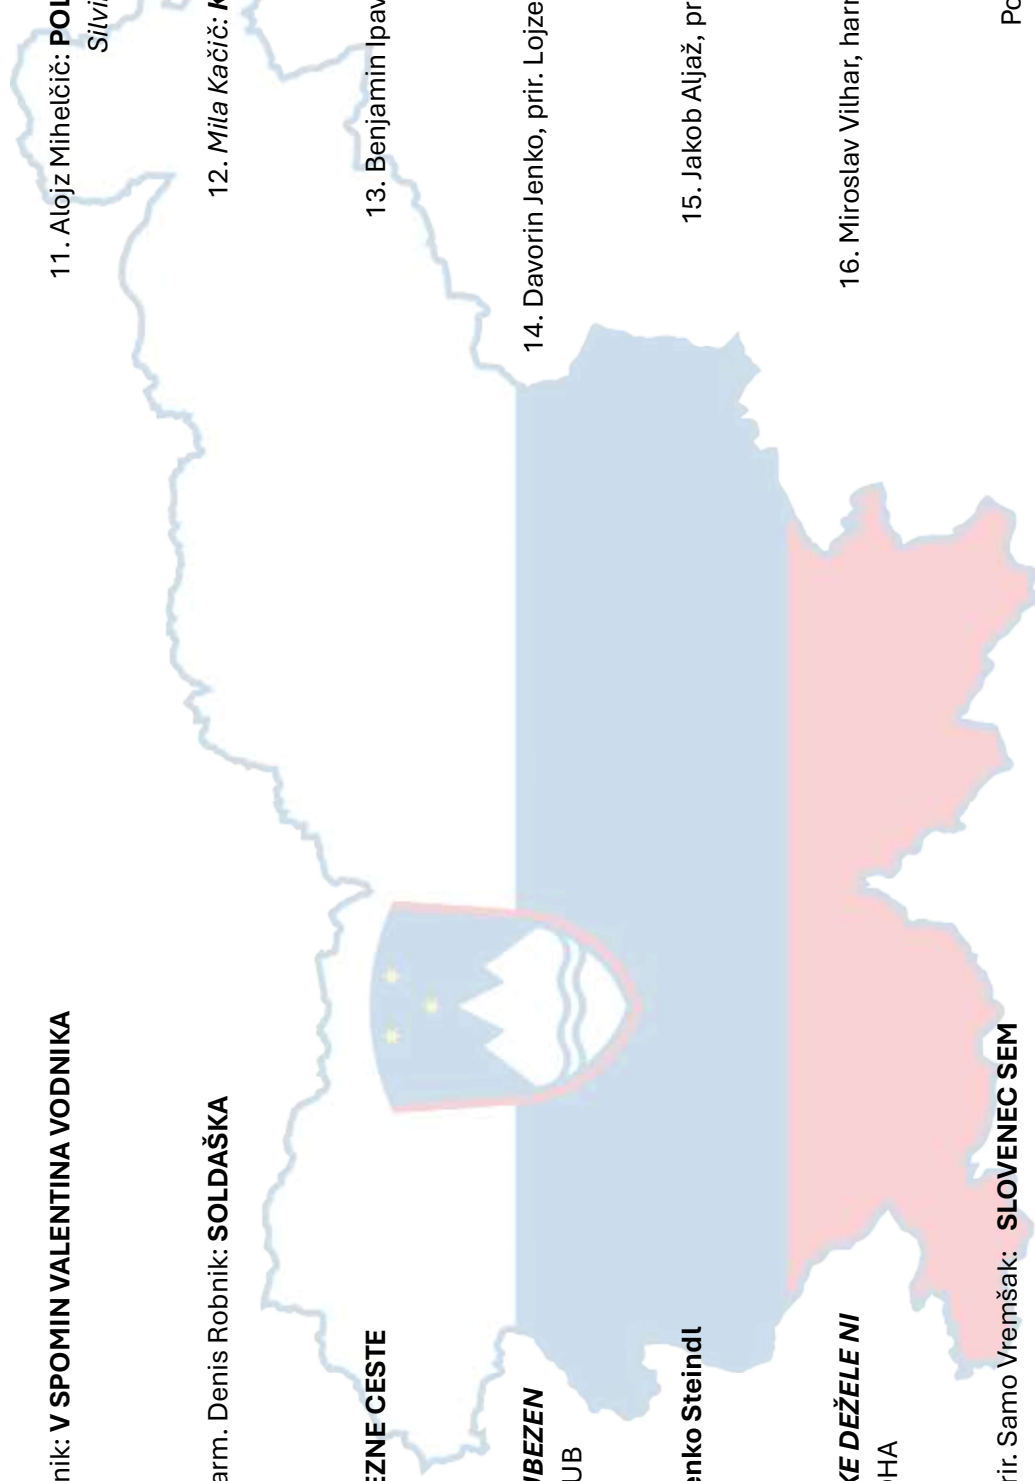 nik: V SPOMIN VALENTINA VODNIKA
arm. Denis Robnik: SOLDAŠKA
EZNE CESTE
UBEZEN
UB
enko Steindl
KE DEŽELE NI
OHA
rir. Samo Vremšak: SLOVENEC SEM
11. Alojz Mihelčič: POL
Silvi
12. Mila Kačič: K
13. Benjamin Ipav
14. Davorin Jenko, prir. Lojze
15. Jakob Aljaž, pr
16. Miroslav Vilhar, harr
Po